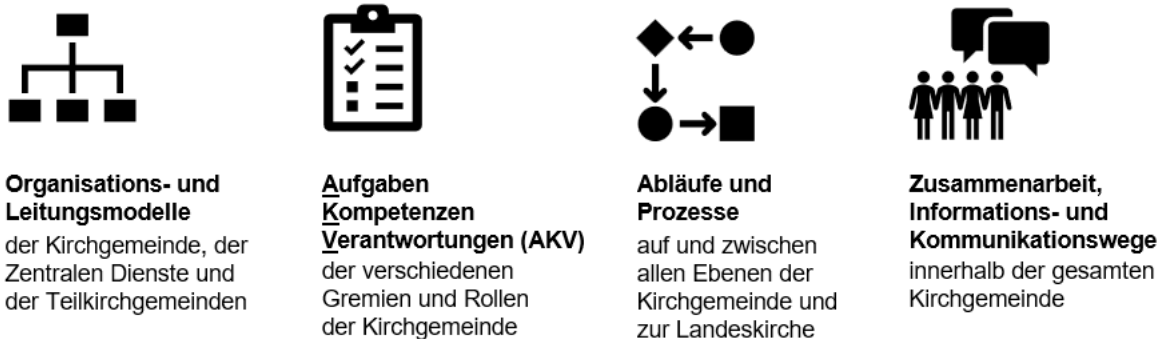 Organisations- und
Leitungsmodelle
der Kirchgemeinde, der
Zentralen Dienste und
der Teilkirchgemeinden
Aufgaben
Kompetenzen
Verantwortungen (AKV)
der verschiedenen
Gremien und Rollen
der Kirchgemeinde
Abläufe und
Prozesse
auf und zwischen
allen Ebenen der
Kirchgemeinde und
zur Landeskirche
Zusammenarbeit,
Informations- und
Kommunikationswege
innerhalb der gesamten
Kirchgemeinde